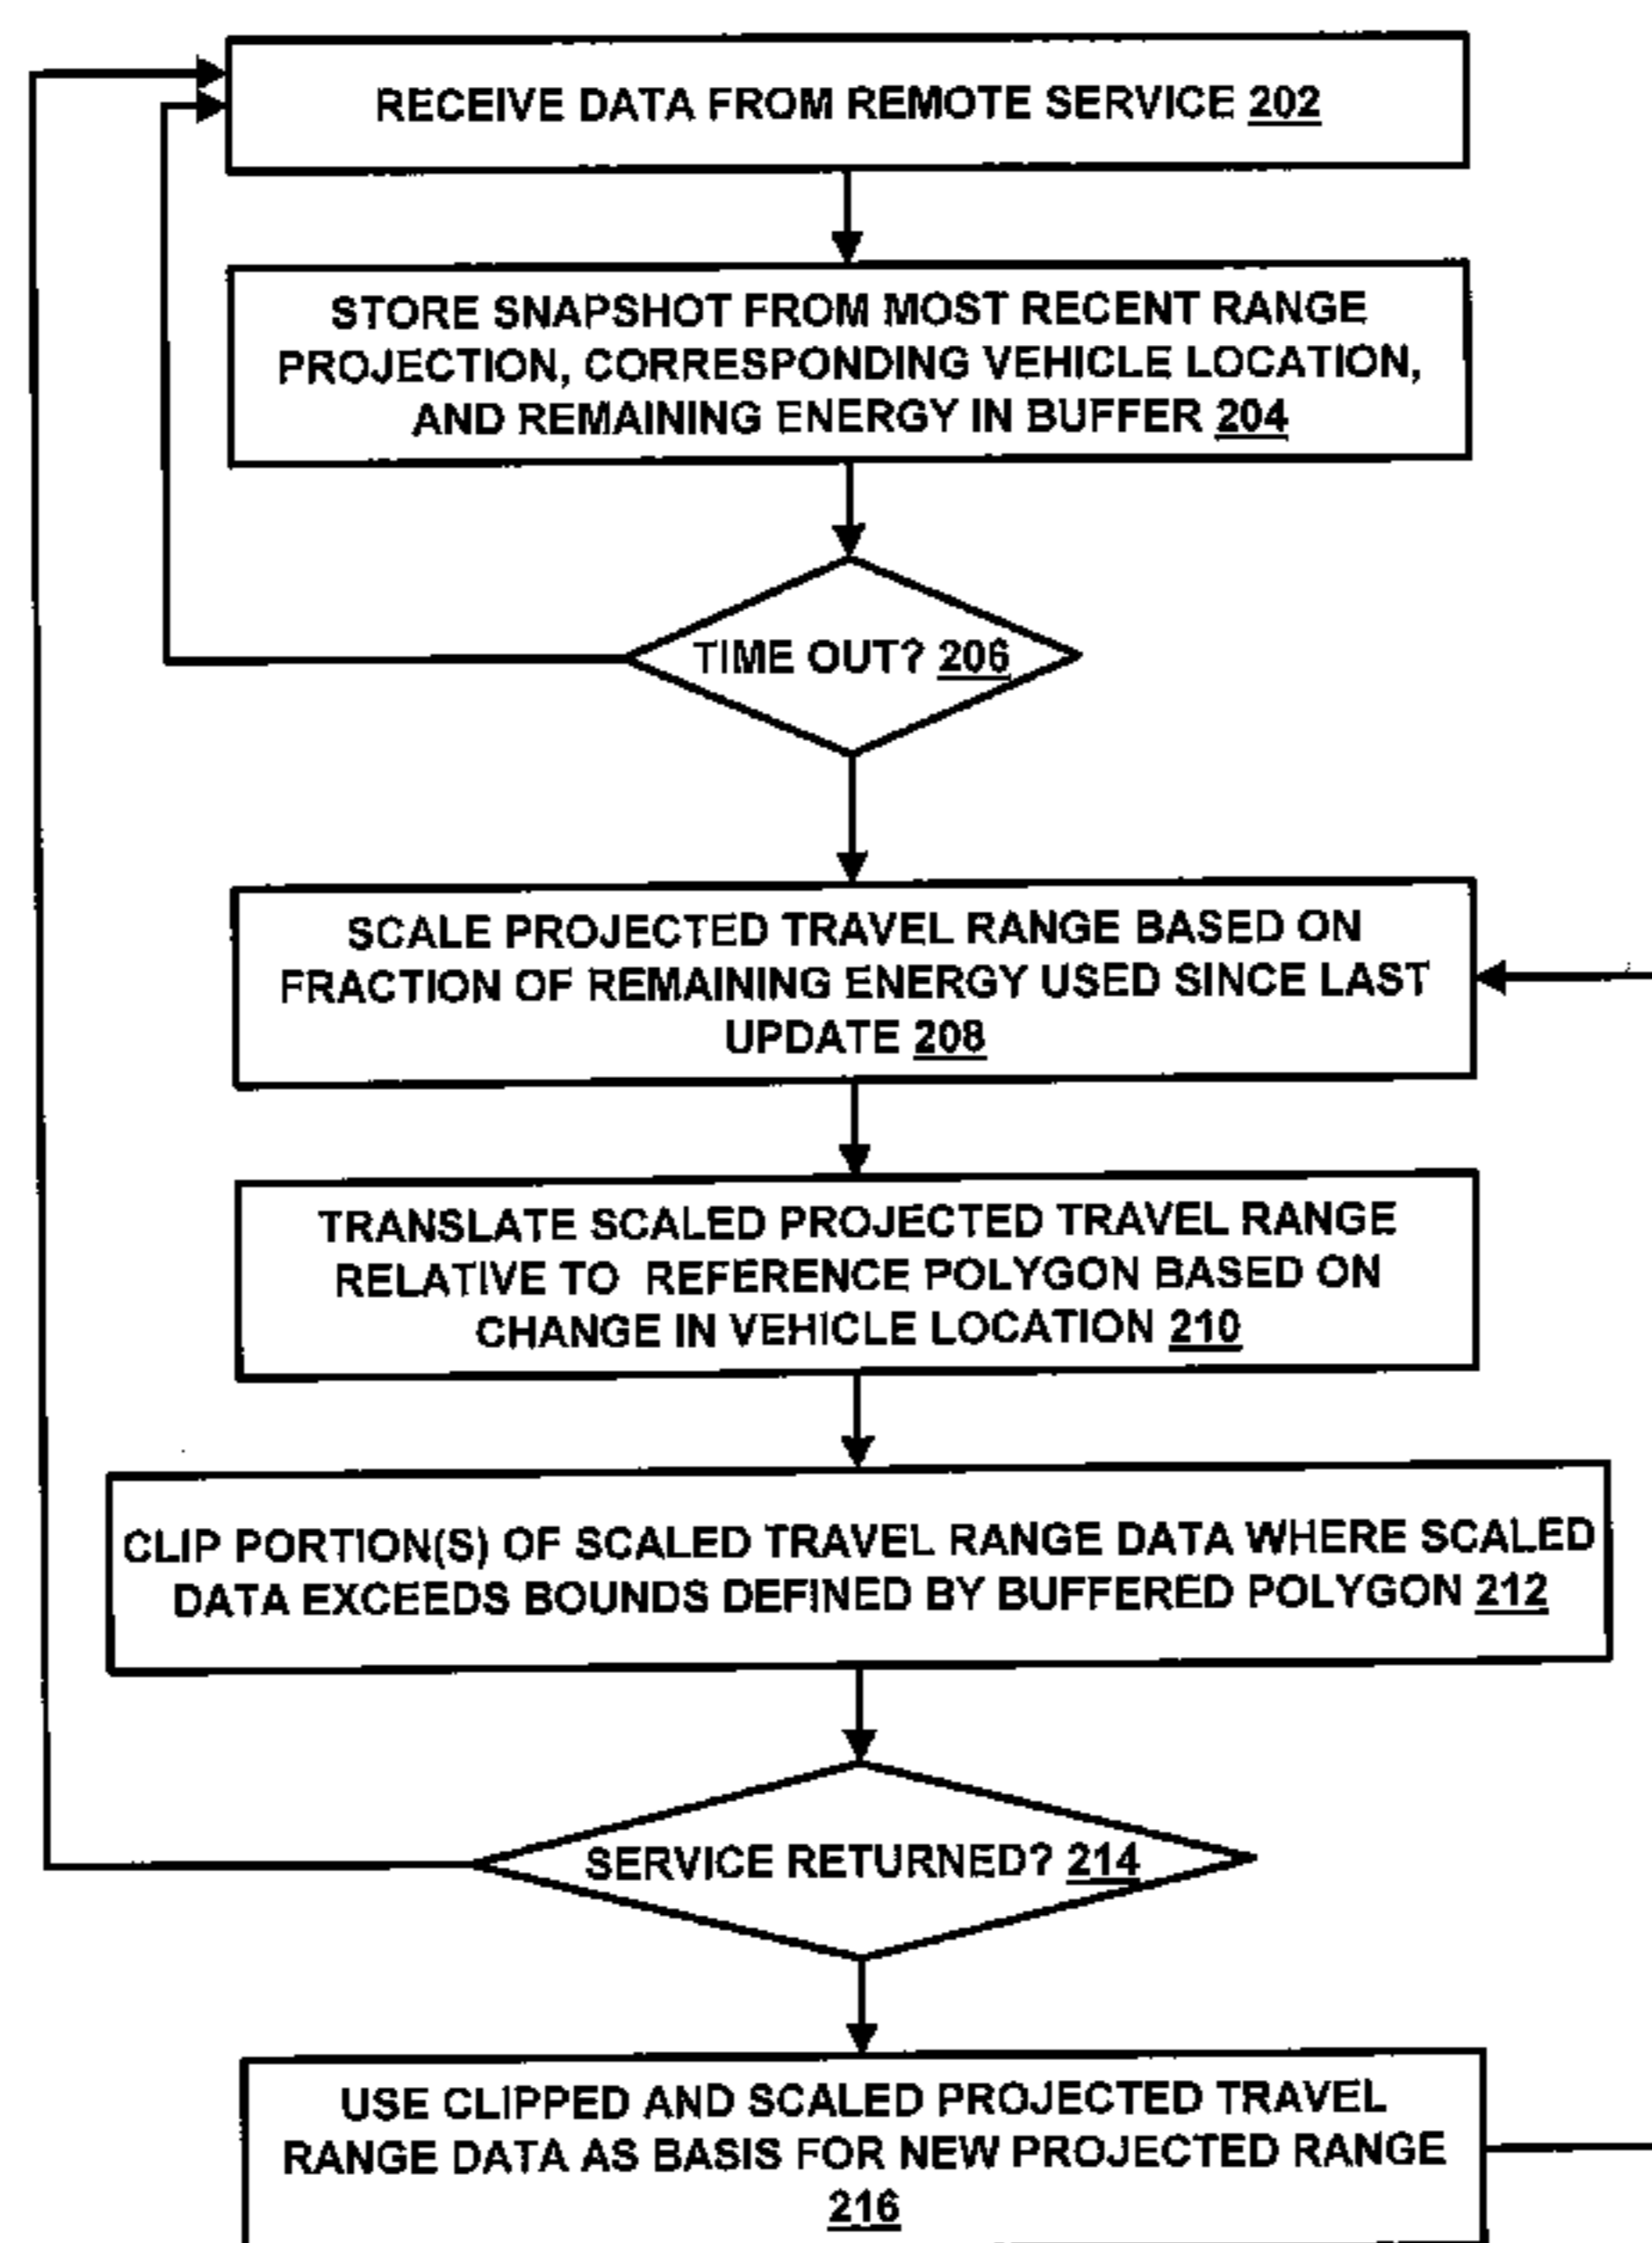 RECEIVE DATA FROM REMOTE SERVICE 202
STORE SNAPSHOT FROM MOST RECENT RANGE
PROJECTION, CORRESPONDING VEHICLE LOCATION,
AND REMAINING ENERGY IN BUFFER 204
TIME OUT? 206
SCALE PROJECTED TRAVEL RANGE BASED ON
FRACTION OF REMAINING ENERGY USED SINCE LAST
UPDATE 208
TRANSLATE SCALED PROJECTED TRAVEL RANGE
RELATIVE TO REFERENCE POLYGON BASED ON
CHANGE IN VEHICLE LOCATION 210
CLIP PORTION(S) OF SCALED TRAVEL RANGE DATA WHERE SCALED
DATA EXCEEDS BOUNDS DEFINED BY BUFFERED POLYGON 212
SERVICE RETURNED? 214
USE CLIPPED AND SCALED PROJECTED TRAVEL
RANGE DATA AS BASIS FOR NEW PROJECTED RANGE
216